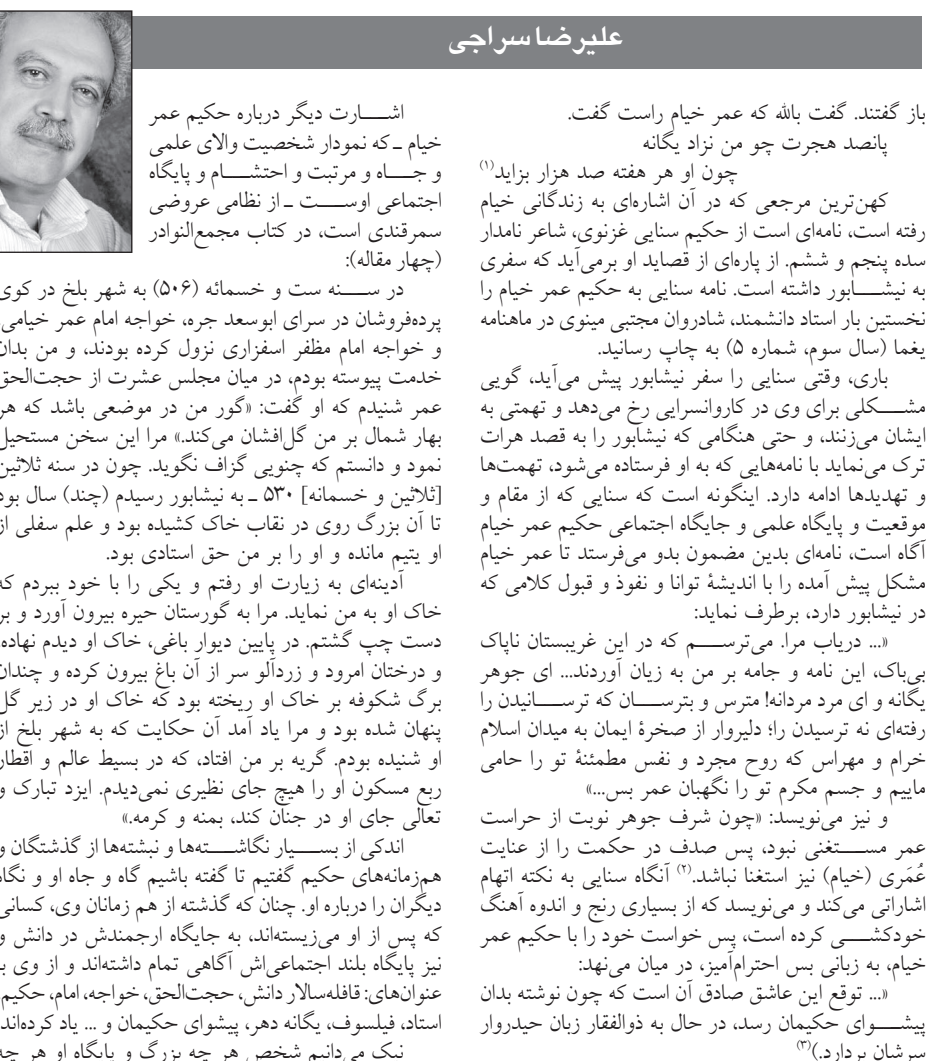 علیرضا سراجی
باز گفتند. گفت بالله که عمر خیام راست گفت.
پانصد هجرت چو من نزاد یگانه
چون او هر هفته صد هزار بزاید(۱)
کهن‌ترین مرجعی که در آن اشاره‌ای به زندگانی خیام
رفته است، نامه‌ای است از حکیم سنایی غزنوی، شاعر نامدار
سده پنجم و ششم. از پاره‌ای از قصاید او برمی‌آید که سفری
به نیشابور داشته است. نامه سنایی به حکیم عمر خیام را
نخستین بار استاد دانشمند، شادروان مجتبی مینوی در ماهنامه
یغما (سال سوم، شماره ۵) به چاپ رسانید.
باری، وقتی سنایی را سفر نیشابور پیش می‌آید، گویی
مشکلی برای وی در کاروانسرایی رخ می‌دهد و تهمتی به
ایشان می‌زنند، و حتی هنگامی که نیشابور را به قصد هرات
ترک می‌نماید با نامه‌هایی که به او فرستاده می‌شود، تهمت‌ها
و تهدیدها ادامه دارد. اینگونه است که سنایی که از مقام و
موقعیت و پایگاه علمی و جایگاه اجتماعی حکیم عمر خیام
آگاه است، نامه‌ای بدین مضمون بدو می‌فرستد تا عمر خیام
مشکل پیش آمده را با اندیشۀ توانا و نفوذ و قبول کلامی که
در نیشابور دارد، برطرف نماید:
«... دریاب مرا. می‌ترسم که در این غریبستان ناپاک
بی‌باک، این نامه و جامه بر من به زیان آوردند... ای جوهر
یگانه و ای مرد مردانه! مترس و بترسان که ترسانیدن را
رفته‌ای نه ترسیدن را؛ دلیروار از صخرۀ ایمان به میدان اسلام
خرام و مهراس که روح مجرد و نفس مطمئنۀ تو را حامی
ماییم و جسم مکرم تو را نگهبان عمر بس...»
و نیز می‌نویسد: «چون شرف جوهر نوبت از حراست
عمر مستغنی نبود، پس صدف در حکمت را از عنایت
عُمَری (خیام) نیز استغنا نباشد.(۲) آنگاه سنایی به نکته اتهام
اشاراتی می‌کند و می‌نویسد که از بسیاری رنج و اندوه آهنگ
خودکشی کرده است، پس خواست خود را با حکیم عمر
خیام، به زبانی بس احترام‌آمیز، در میان می‌نهد:
«... توقع این عاشق صادق آن است که چون نوشته بدان
پیشوای حکیمان رسد، در حال به ذوالفقار زبان حیدروار
سرشان بردارد.)(۳)
اشارت دیگر درباره حکیم عمر
خیام ـ که نمودار شخصیت والای علمی
و جاه و مرتبت و احتشام و پایگاه
اجتماعی اوست ـ از نظامی عروضی
سمرقندی است، در کتاب مجمع‌النوادر
(چهار مقاله):
در سنه ست و خمسائه (۵۰۶) به شهر بلخ در کوی
پرده‌فروشان در سرای ابوسعد جره، خواجه امام عمر خیامی
و خواجه امام مظفر اسفزاری نزول کرده بودند، و من بدان
خدمت پیوسته بودم، در میان مجلس عشرت از حجت‌الحق
عمر شنیدم که او گفت: «گور من در موضعی باشد که هر
بهار شمال بر من گل‌افشان می‌کند.» مرا این سخن مستحیل
نمود و دانستم که چنویی گزاف نگوید. چون در سنه ثلاثین
[ثلاثین و خمسمانه] ۵۳۰ ـ به نیشابور رسیدم (چند) سال بود
تا آن بزرگ روی در نقاب خاک کشیده بود و علم سفلی از
او یتیم مانده و او را بر من حق استادی بود.
آدینه‌ای به زیارت او رفتم و یکی را با خود ببردم که
خاک او به من نماید. مرا به گورستان حیره بیرون آورد و بر
دست چپ گشتم. در پایین دیوار باغی، خاک او دیدم نهاده،
و درختان امرود و زردآلو سر از آن باغ بیرون کرده و چندان
برگ شکوفه بر خاک او ریخته بود که خاک او در زیر گل
پنهان شده بود و مرا یاد آمد آن حکایت که به شهر بلخ از
او شنیده بودم. گریه بر من افتاد، که در بسیط عالم و اقطار
ربع مسکون او را هیچ جای نظیری نمی‌دیدم. ایزد تبارک و
تعالی جای او در جنان کند، بمنه و کرمه.»
اندکی از بسیار نگاشته‌ها و نبشته‌ها از گذشتگان و
هم‌زمانه‌های حکیم گفتیم تا گفته باشیم گاه و جاه او و نگاه
دیگران را درباره او. چنان که گذشته از هم زمانان وی، کسانی
که پس از او می‌زیسته‌اند، به جایگاه ارجمندش در دانش و
نیز پایگاه بلند اجتماعی‌اش آگاهی تمام داشته‌اند و از وی با
عنوان‌های: قافله‌سالار دانش، حجت‌الحق، خواجه، امام، حکیم،
استاد، فیلسوف، یگانه دهر، پیشوای حکیمان و ... یاد کرده‌اند.
نیک می‌دانیم شخص هر چه بزرگ و پایگاه او هر چه